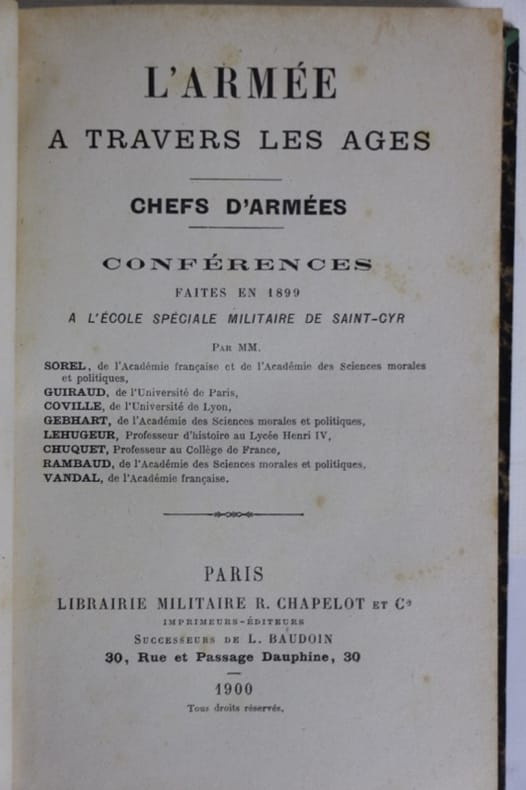 L'ARMÉE
A TRAVERS LES AGES
CHEFS D'ARMÉES
CONFÉRENCES
FAITES EN 1899
A L'ÉCOLE SPÉCIALE MILITAIRE DE SAINT-CYR
PAR MM.
SOREL, de l'Académie française et de l'Académie des Sciences morales
et politiques,
GUIRAUD, de l'Université de Paris,
COVILLE, de l'Université de Lyon,
GEBHART, de l'Académie des Sciences morales et politiques,
LEHUGEUR, Professeur d'histoire au Lycée Henri IV,
CHUQUET, Professeur au Collège de France,
RAMBAUD, de l'Académie des Sciences morales et politiques,
VANDAL, de l'Académie française.
PARIS
LIBRAIRIE MILITAIRE R. CHAPELOT ET Cᵉ
IMPRIMEURS-ÉDITEURS
SUCCESSEURS DE L. BAUDOIN
30, Rue et Passage Dauphine, 30
1900
Tous droits réservés.